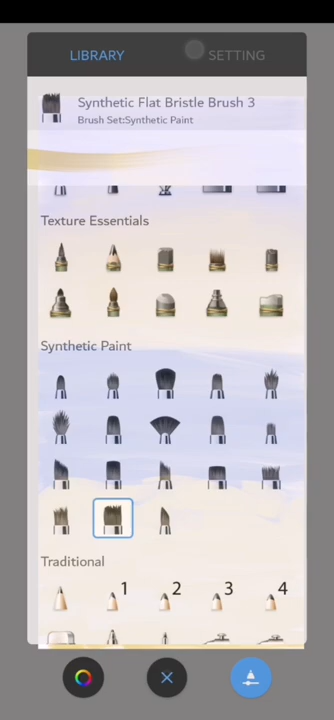 LIBRARY
SETTING
Synthetic Flat Bristle Brush 3
Brush Set:Synthetic Paint
Texture Essentials
Synthetic Paint
Traditional
1 2 3 4